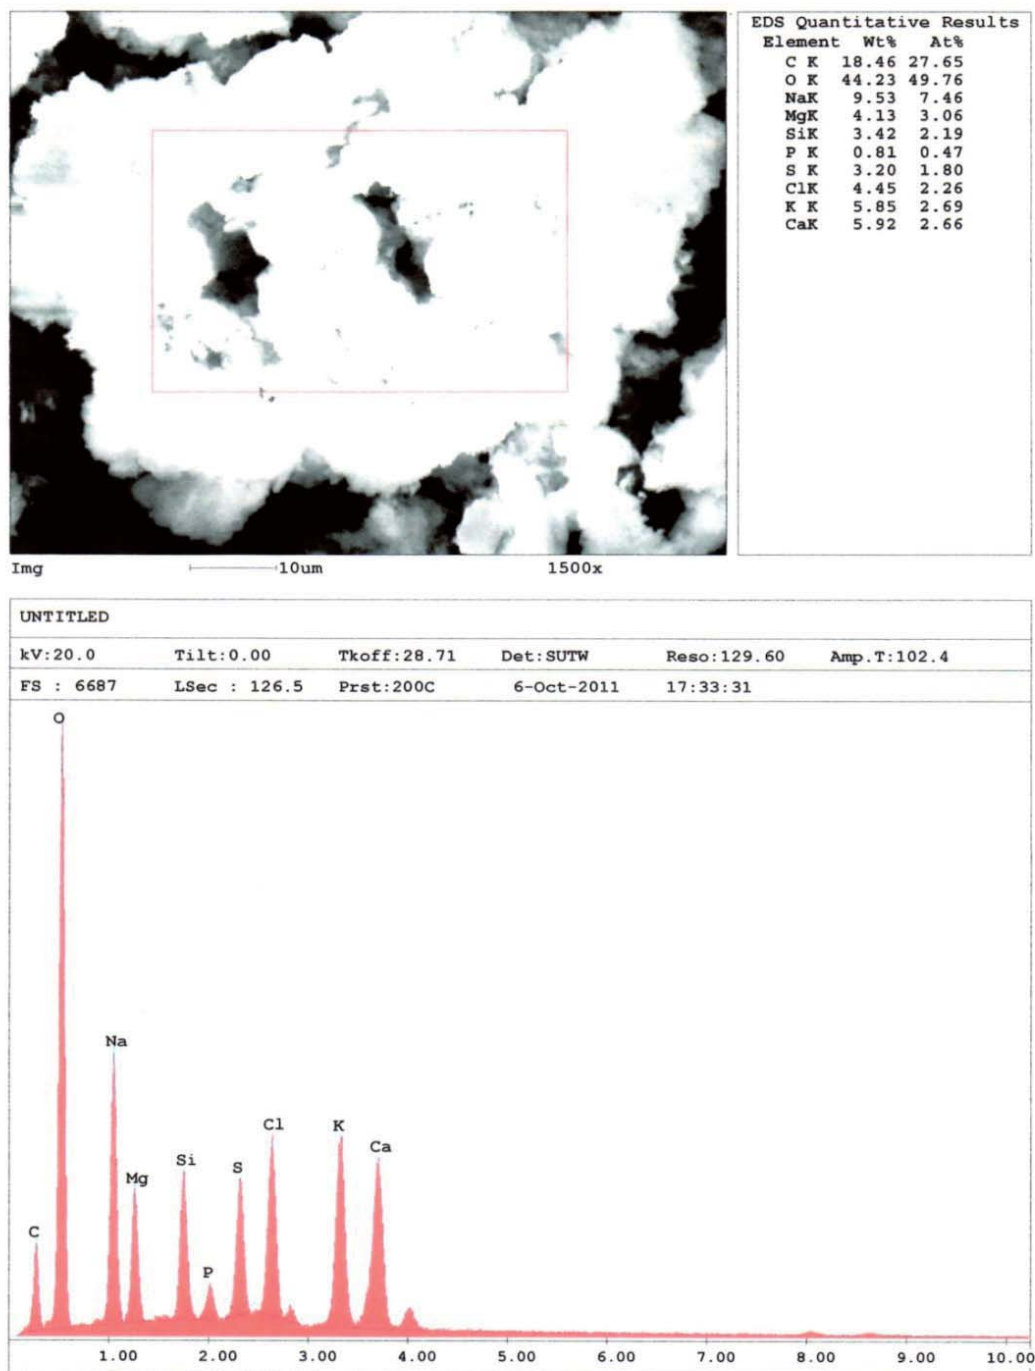 EDS Quantitative Results
Element Wt% At%
C K 18.46 27.65
O K 44.23 49.76
NaK 9.53 7.46
MgK 4.13 3.06
SiK 3.42 2.19
P K 0.81 0.47
S K 3.20 1.80
ClK 4.45 2.26
K K 5.85 2.69
CaK 5.92 2.66
Img 10um 1500x
UNTITLED
kV:20.0 Tilt:0.00 Tkoff:28.71 Det:SUTW Reso:129.60 Amp.T:102.4
FS : 6687 LSec : 126.5 Prst:200C 6-Oct-2011 17:33:31
O
Na
Cl
K
Ca
Si
S
Mg
C
P
1.00 2.00 3.00 4.00 5.00 6.00 7.00 8.00 9.00 10.00